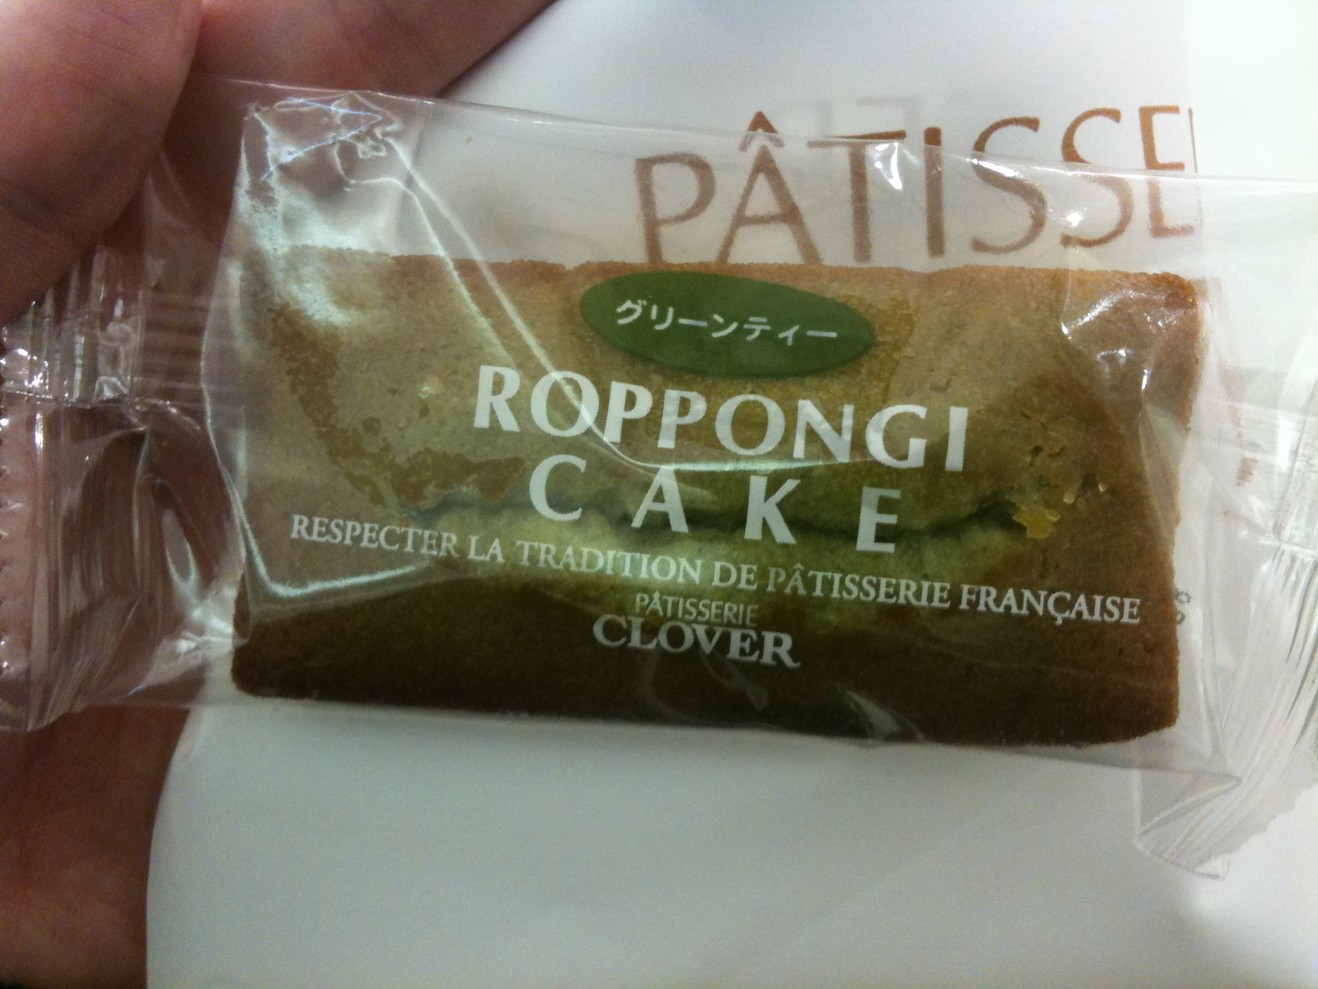 PÂTISSE
グリーンティー
ROPPONGI
CAKE
RESPECTER LA TRADITION DE PÂTISSERIE FRANÇAISE
PÂTISSERIE
CLOVER